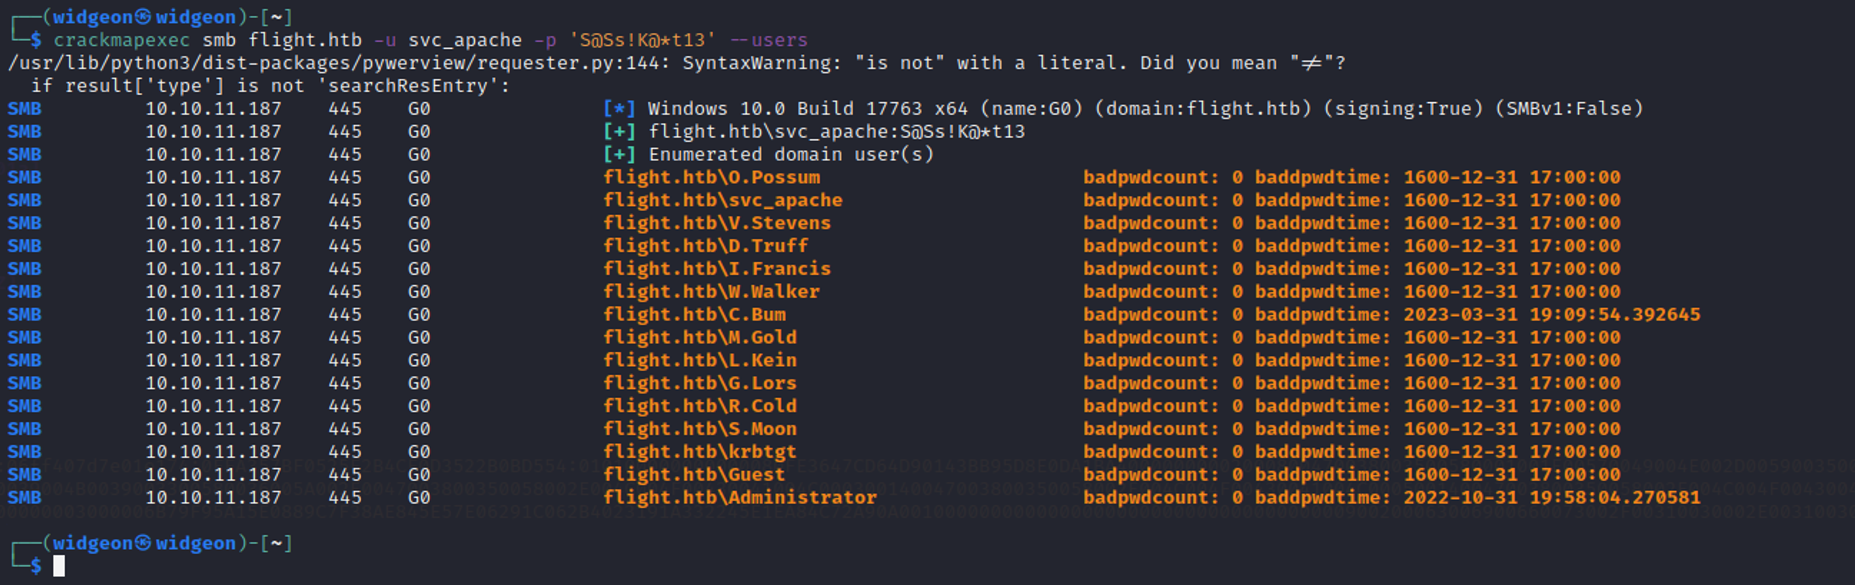 ┌──(widgeon㉿widgeon)-[~]
└─$ crackmapexec smb flight.htb -u svc_apache -p 'S@Ss!K@*t13' --users
/usr/lib/python3/dist-packages/pywerview/requester.py:144: SyntaxWarning: "is not" with a literal. Did you mean "≠"?
if result['type'] is not 'searchResEntry':
SMB 10.10.11.187 445 G0 [*] Windows 10.0 Build 17763 x64 (name:G0) (domain:flight.htb) (signing:True) (SMBv1:False)
SMB 10.10.11.187 445 G0 [+] flight.htb\svc_apache:S@Ss!K@*t13
SMB 10.10.11.187 445 G0 [+] Enumerated domain user(s)
SMB 10.10.11.187 445 G0 flight.htb\O.Possum badpwdcount: 0 baddpwdtime: 1600-12-31 17:00:00
SMB 10.10.11.187 445 G0 flight.htb\svc_apache badpwdcount: 0 baddpwdtime: 1600-12-31 17:00:00
SMB 10.10.11.187 445 G0 flight.htb\V.Stevens badpwdcount: 0 baddpwdtime: 1600-12-31 17:00:00
SMB 10.10.11.187 445 G0 flight.htb\D.Truff badpwdcount: 0 baddpwdtime: 1600-12-31 17:00:00
SMB 10.10.11.187 445 G0 flight.htb\I.Francis badpwdcount: 0 baddpwdtime: 1600-12-31 17:00:00
SMB 10.10.11.187 445 G0 flight.htb\W.Walker badpwdcount: 0 baddpwdtime: 1600-12-31 17:00:00
SMB 10.10.11.187 445 G0 flight.htb\C.Bum badpwdcount: 0 baddpwdtime: 2023-03-31 19:09:54.392645
SMB 10.10.11.187 445 G0 flight.htb\M.Gold badpwdcount: 0 baddpwdtime: 1600-12-31 17:00:00
SMB 10.10.11.187 445 G0 flight.htb\L.Kein badpwdcount: 0 baddpwdtime: 1600-12-31 17:00:00
SMB 10.10.11.187 445 G0 flight.htb\G.Lors badpwdcount: 0 baddpwdtime: 1600-12-31 17:00:00
SMB 10.10.11.187 445 G0 flight.htb\R.Cold badpwdcount: 0 baddpwdtime: 1600-12-31 17:00:00
SMB 10.10.11.187 445 G0 flight.htb\S.Moon badpwdcount: 0 baddpwdtime: 1600-12-31 17:00:00
SMB 10.10.11.187 445 G0 flight.htb\krbtgt badpwdcount: 0 baddpwdtime: 1600-12-31 17:00:00
SMB 10.10.11.187 445 G0 flight.htb\Guest badpwdcount: 0 baddpwdtime: 1600-12-31 17:00:00
SMB 10.10.11.187 445 G0 flight.htb\Administrator badpwdcount: 0 baddpwdtime: 2022-10-31 19:58:04.270581
┌──(widgeon㉿widgeon)-[~]
└─$